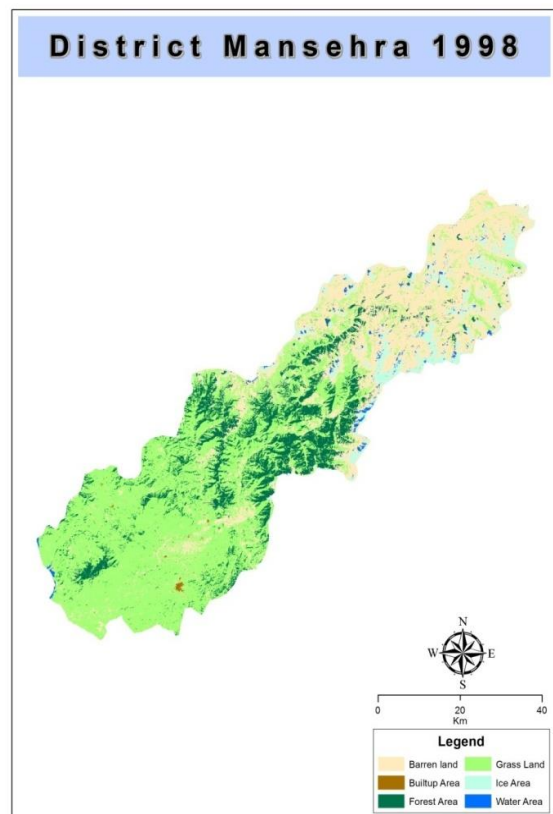 District Mansehra 1998
N
W E
S
0 20 40
Km
Legend
Barren land Grass Land
Builtup Area Ice Area
Forest Area Water Area